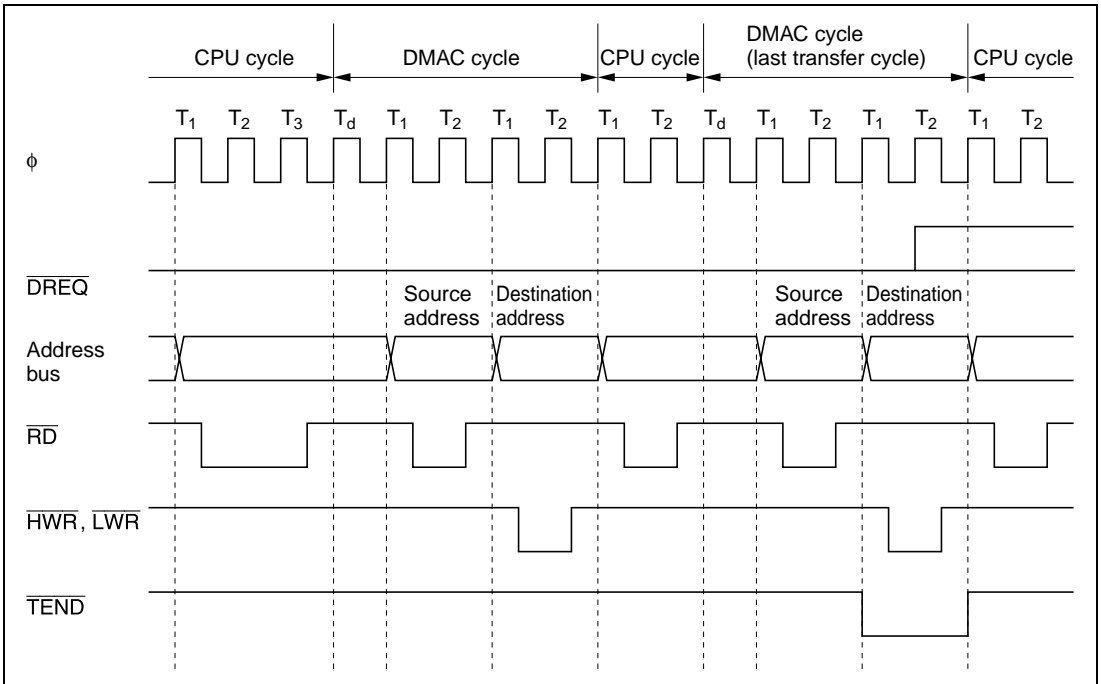 CPU cycle
DMAC cycle
CPU cycle
DMAC cycle
(last transfer cycle)
CPU cycle
T1 T2 T3 Td T1 T2 T1 T2 T1 T2 Td T1 T2 T1 T2 T1 T2
φ
DREQ
Source
address
Destination
address
Source
address
Destination
address
Address
bus
RD
HWR, LWR
TEND